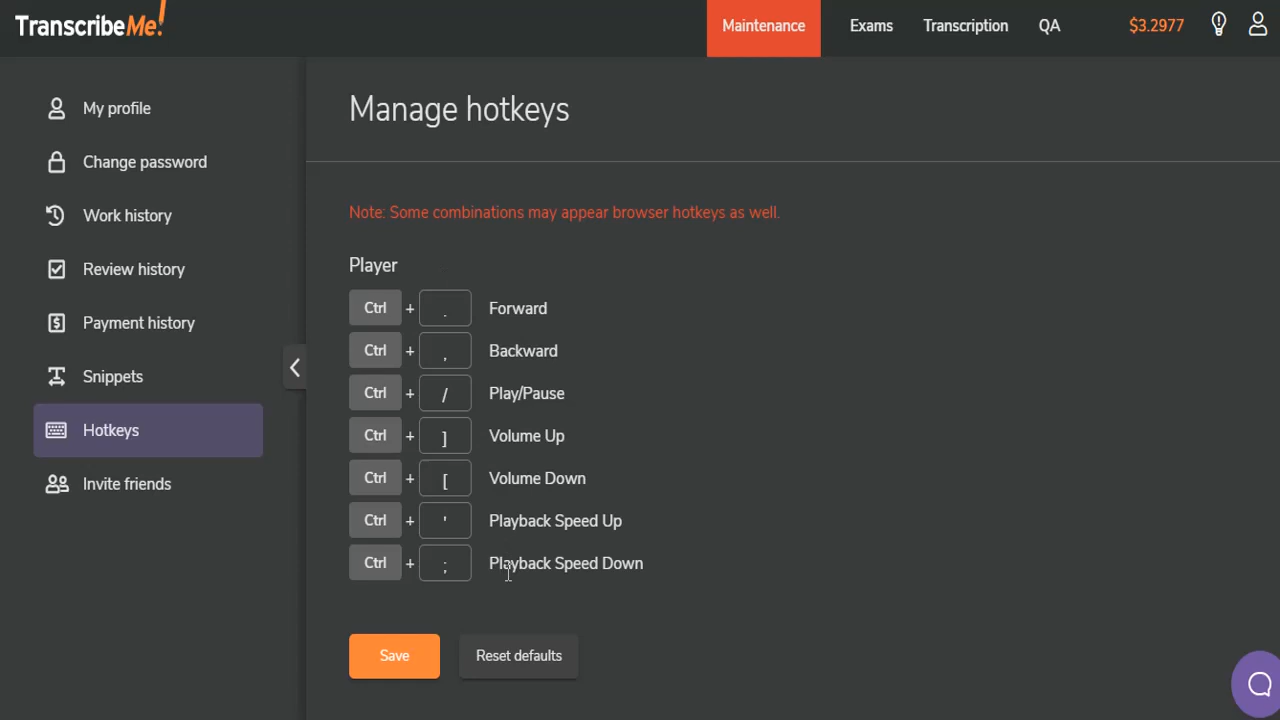 TranscribeMe!
Maintenance
Exams
Transcription
QA
$3.2977
My profile
Change password
Work history
Review history
Payment history
Snippets
Hotkeys
Invite friends
Manage hotkeys
Note: Some combinations may appear browser hotkeys as well.
Player
Ctrl + . Forward
Ctrl + , Backward
Ctrl + / Play/Pause
Ctrl + ] Volume Up
Ctrl + [ Volume Down
Ctrl + ' Playback Speed Up
Ctrl + ; Playback Speed Down
Save
Reset defaults